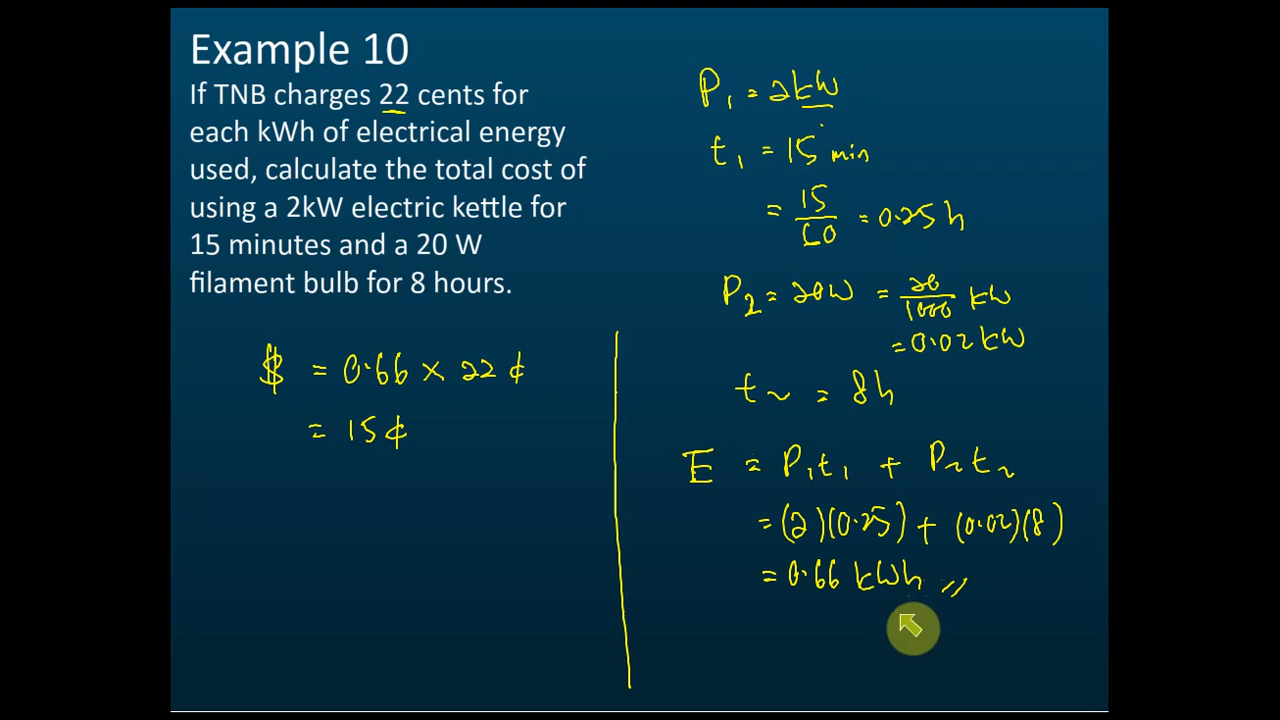 Example 10
If TNB charges 22 cents for
each kWh of electrical energy
used, calculate the total cost of
using a 2kW electric kettle for
15 minutes and a 20 W
filament bulb for 8 hours.
$ = 0.66 × 22 ¢
= 15 ¢
P₁ = 2kW
t₁ = 15 min
= 15/60 = 0.25 h
P₂ = 20W = 20/1000 kW
= 0.02 kW
t₂ = 8h
E = P₁t₁ + P₂t₂
= (2)(0.25) + (0.02)(8)
= 0.66 kWh //